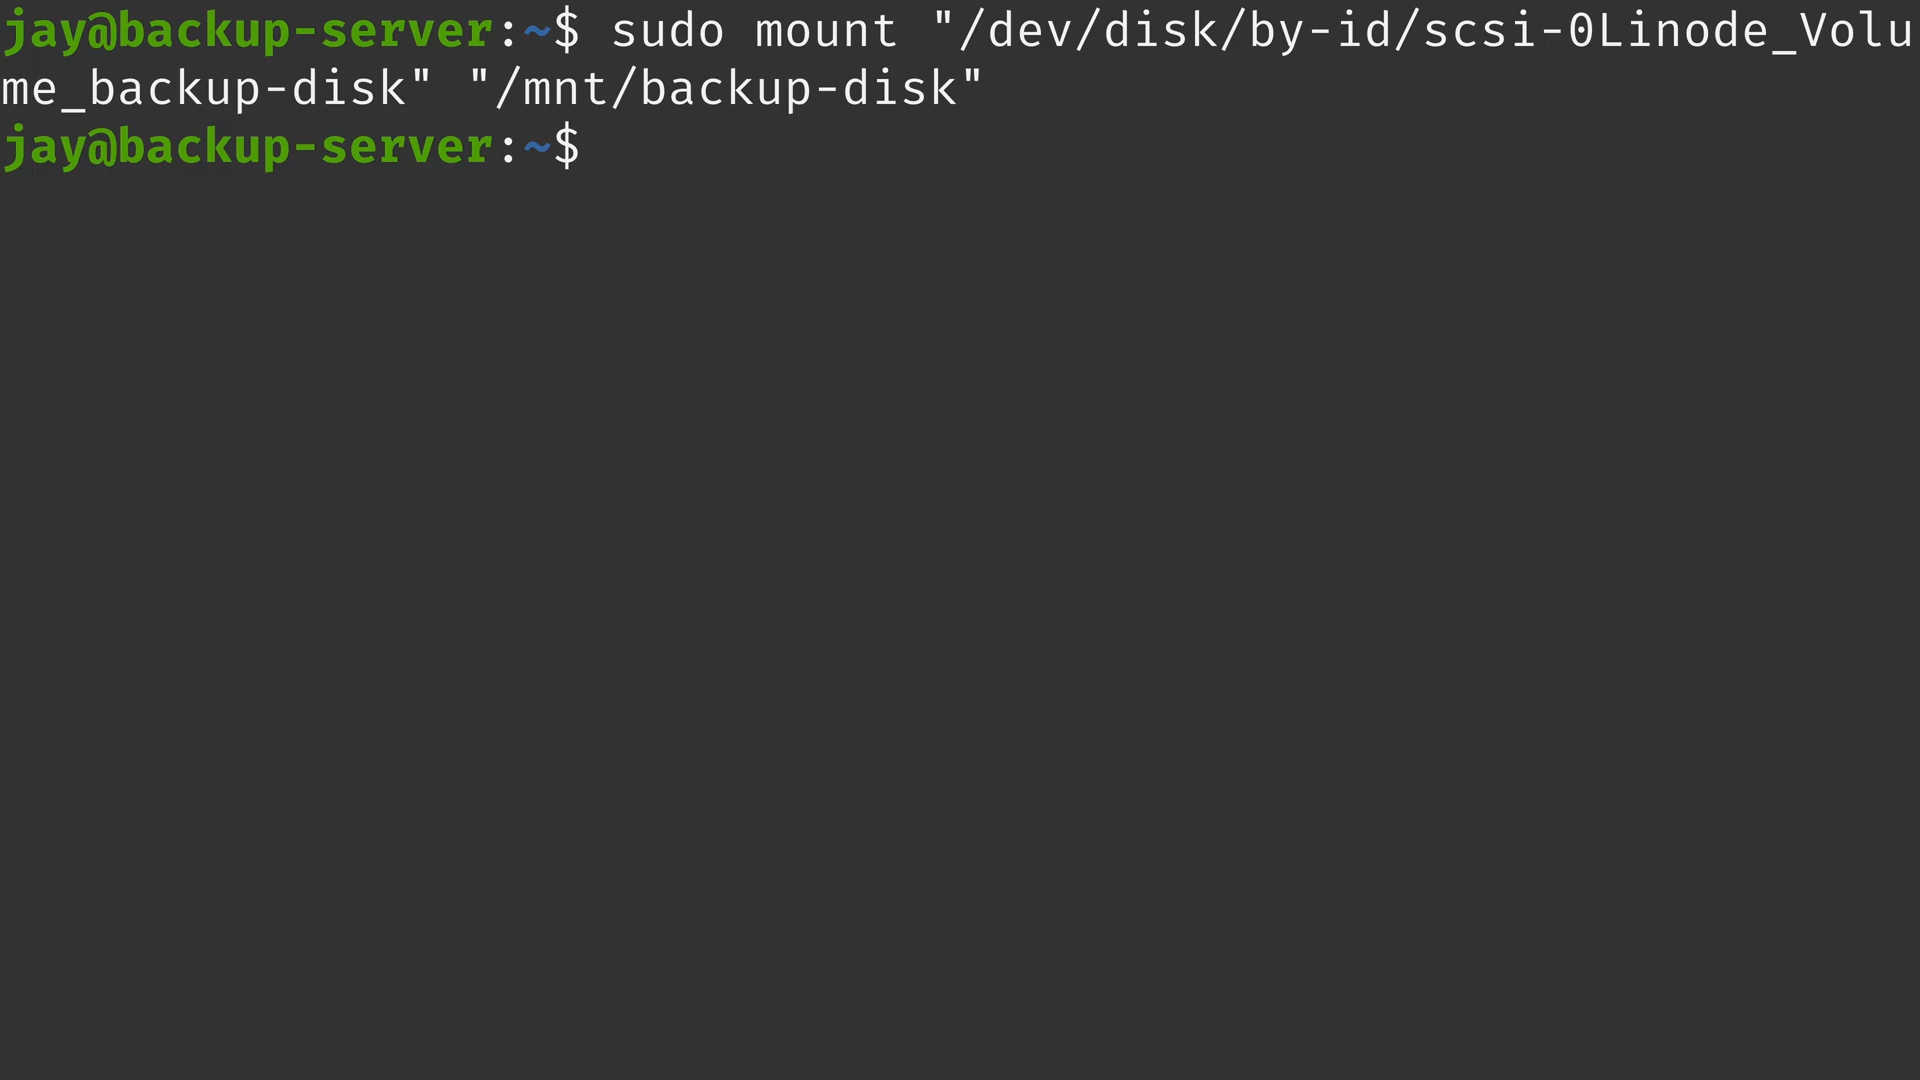 jay@backup-server:~$ sudo mount "/dev/disk/by-id/scsi-0Linode_Volu
me_backup-disk" "/mnt/backup-disk"
jay@backup-server:~$